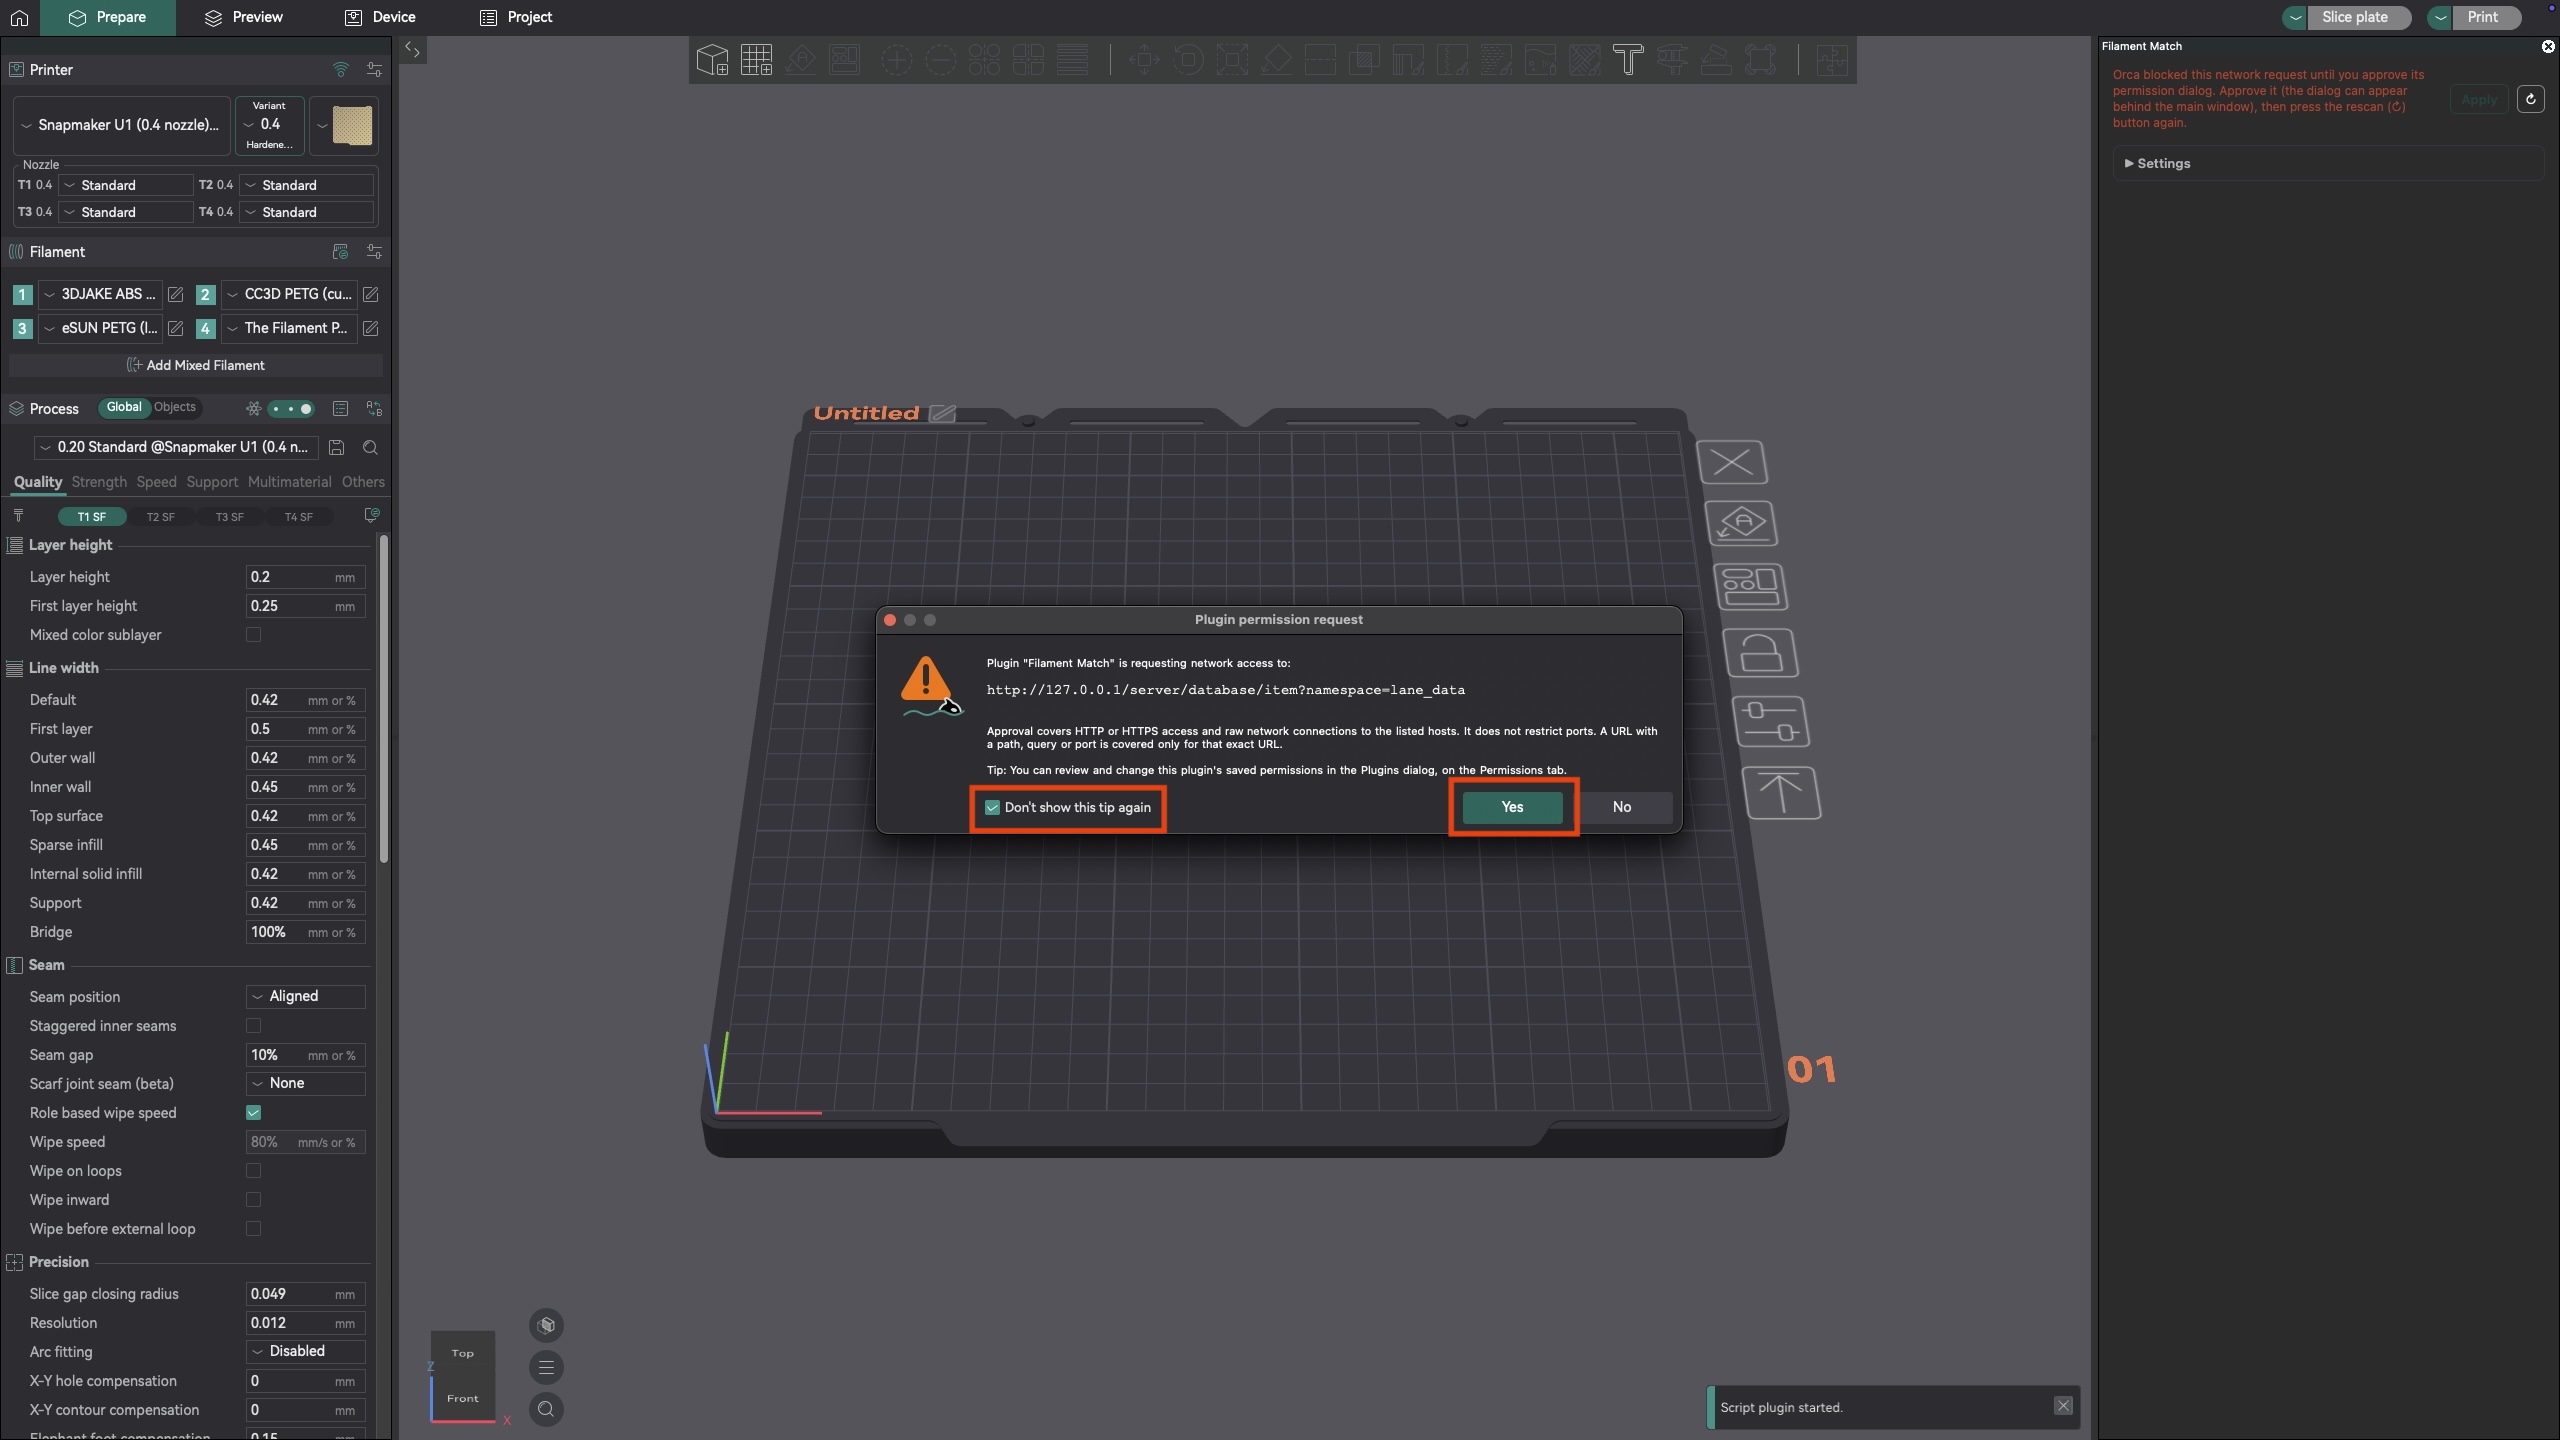 Prepare
Preview
Device
Project
Slice plate
Print
Printer
Snapmaker U1 (0.4 nozzle)...
Variant
0.4
Hardene...
Nozzle
T1 0.4 Standard
T2 0.4 Standard
T3 0.4 Standard
T4 0.4 Standard
Filament
1 3DJAKE ABS ...
2 CC3D PETG (cu...
3 eSUN PETG (l...
4 The Filament P...
Add Mixed Filament
Process
Global
Objects
0.20 Standard @Snapmaker U1 (0.4 n...
Quality Strength Speed Support Multimaterial Others
T1 SF T2 SF T3 SF T4 SF
Layer height
Layer height 0.2 mm
First layer height 0.25 mm
Mixed color sublayer
Line width
Default 0.42 mm or %
First layer 0.5 mm or %
Outer wall 0.42 mm or %
Inner wall 0.45 mm or %
Top surface 0.42 mm or %
Sparse infill 0.45 mm or %
Internal solid infill 0.42 mm or %
Support 0.42 mm or %
Bridge 100% mm or %
Seam
Seam position Aligned
Staggered inner seams
Seam gap 10% mm or %
Scarf joint seam (beta) None
Role based wipe speed
Wipe speed 80% mm/s or %
Wipe on loops
Wipe inward
Wipe before external loop
Precision
Slice gap closing radius 0.049 mm
Resolution 0.012 mm
Arc fitting Disabled
X-Y hole compensation 0 mm
X-Y contour compensation 0 mm
Elephant foot compensation 0.15
Untitled
01
Plugin permission request
Plugin "Filament Match" is requesting network access to:
http://127.0.0.1/server/database/item?namespace=lane_data
Approval covers HTTP or HTTPS access and raw network connections to the listed hosts. It does not restrict ports. A URL with
a path, query or port is covered only for that exact URL.
Tip: You can review and change this plugin's saved permissions in the Plugins dialog, on the Permissions tab.
Don't show this tip again
Yes
No
Top
Front
Z
X
Script plugin started.
Filament Match
Orca blocked this network request until you approve its
permission dialog. Approve it (the dialog can appear
behind the main window), then press the rescan (↻)
button again.
Apply
▶ Settings